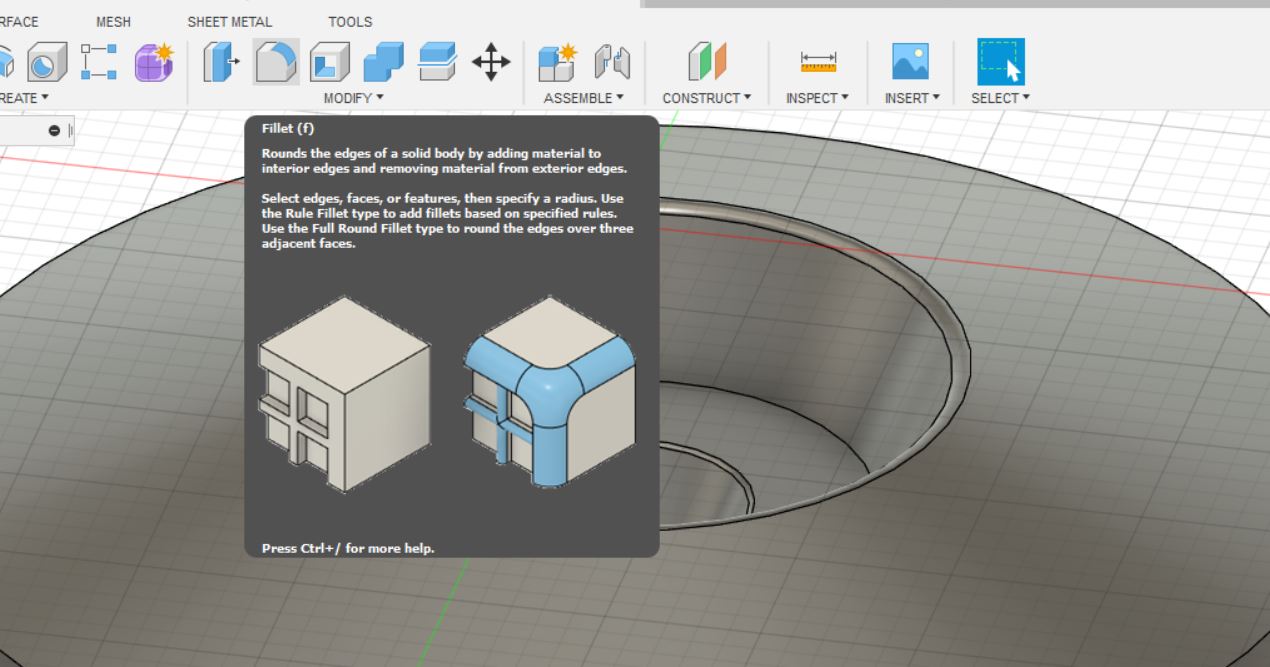 RFACE MESH SHEET METAL TOOLS
REATE ▾ MODIFY ▾ ASSEMBLE ▾ CONSTRUCT ▾ INSPECT ▾ INSERT ▾ SELECT ▾
Fillet (f)
Rounds the edges of a solid body by adding material to
interior edges and removing material from exterior edges.
Select edges, faces, or features, then specify a radius. Use
the Rule Fillet type to add fillets based on specified rules.
Use the Full Round Fillet type to round the edges over three
adjacent faces.
Press Ctrl+/ for more help.